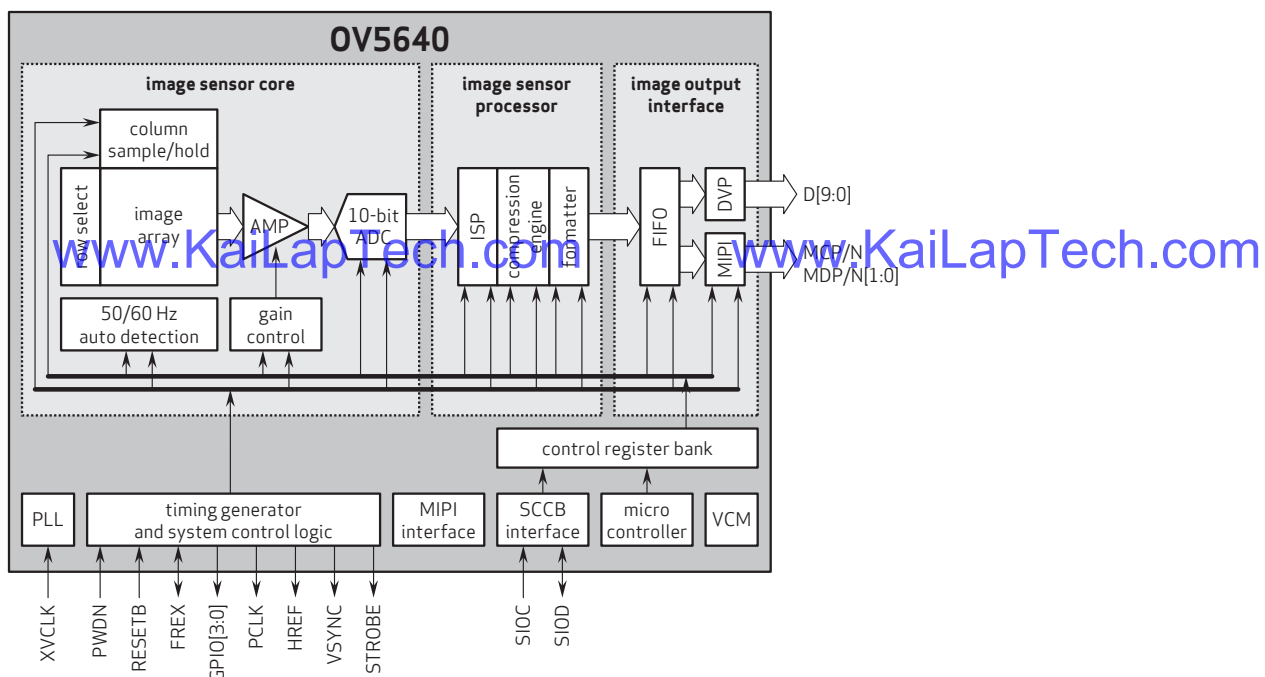 OV5640
image sensor core
image sensor
processor
image output
interface
column
sample/hold
row select
image
array
AMP
10-bit
ADC
50/60 Hz
auto detection
gain
control
ISP
compression
engine
formatter
FIFO
DVP
MIPI
D[9:0]
MCP/N
MDP/N[1:0]
www.KaiLapTech.com
www.KaiLapTech.com
control register bank
PLL
timing generator
and system control logic
MIPI
interface
SCCB
interface
micro
controller
VCM
XVCLK
PWDN
RESETB
FREX
GPIO[3:0]
PCLK
HREF
VSYNC
STROBE
SIOC
SIOD